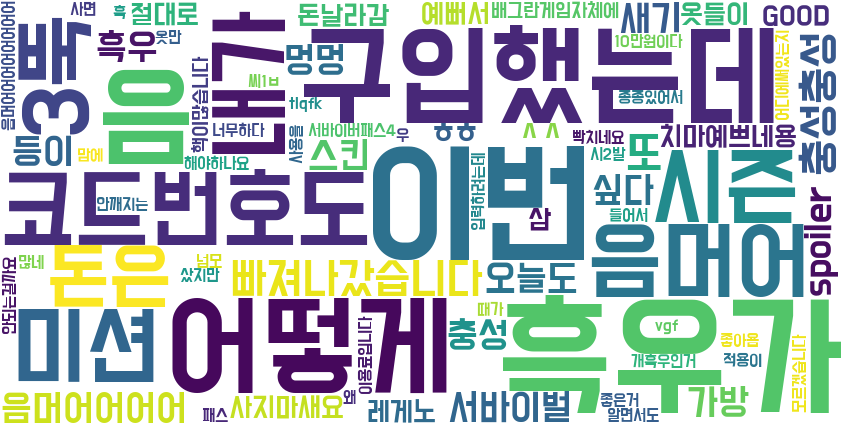 음머어어어어어어어
3백
사면
흑
절대로
돈날라감
예뻐서
배그란게임자체에
새기
옷들이
GOOD
흑우
옷만
씨1ㅂ
멍멍
구입했는데
10만원이다
어디에써있는지
충성충성
음
핵이많습니다
tlqfk
종종있어서
등이
망에
너무하다
해야하나요
사용을
서바이버패스4
우
ㅎㅎ
ㅅㅅ
빡치네요
치마예쁘네용
스킨
시2발
또
코드번호도
안깨지는
이번
입력하려는데
삼
싶다
들어서
시즌
spoiler
안되는걸까요
많네
돈은
넘모
샀지만
빠져나갔습니다
오늘도
음머어
미션
어떻게
이용료입니다
왜
충성
때가
흑우가
vgf
개흑우인거
적용이
좋아욥
모르겠습니다
음머어어어어
패스
사지마새요
레게노
서바이벌
좋은거
알면서도
가방